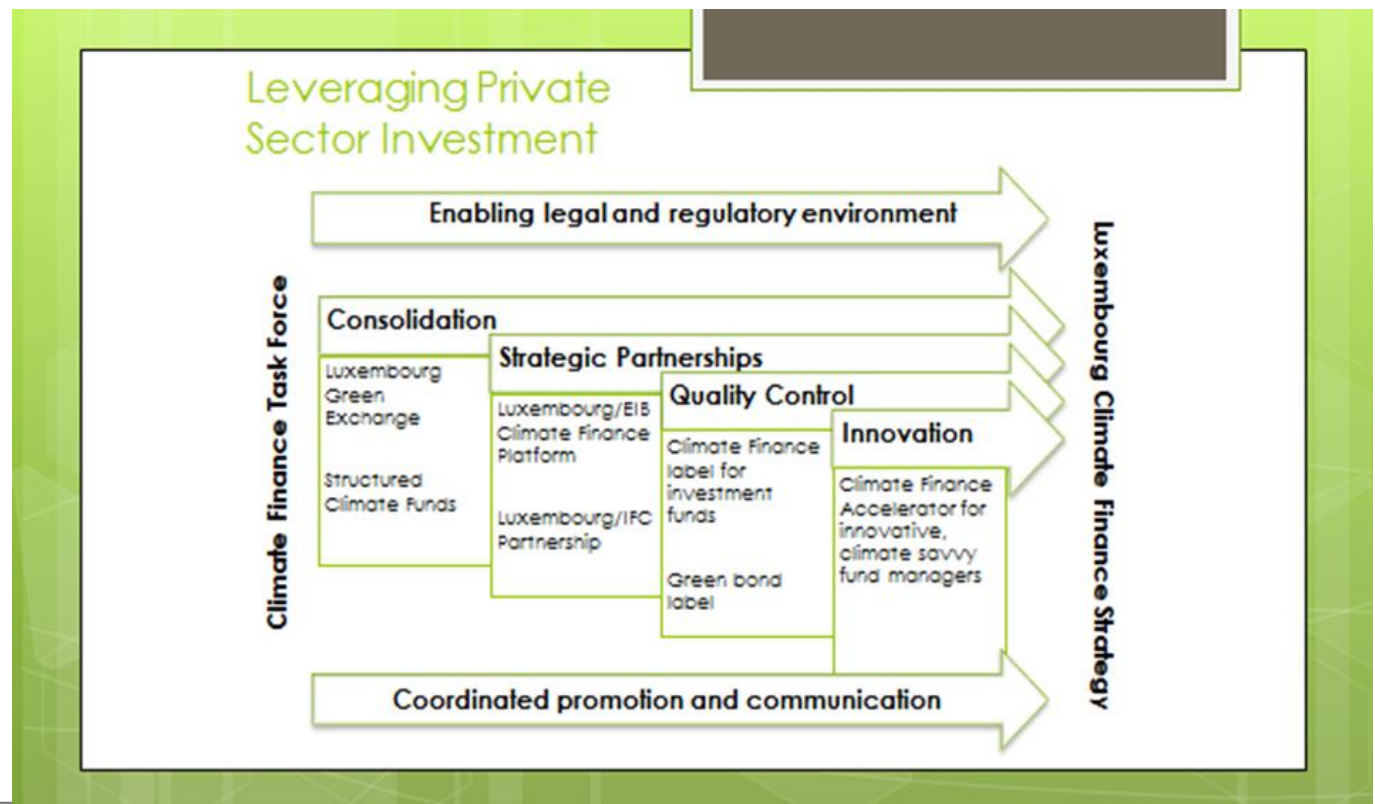 Leveraging Private
Sector Investment
Enabling legal and regulatory environment
Climate Finance Task Force
Consolidation
Luxembourg
Green
Exchange
Structured
Climate Funds
Strategic Partnerships
Luxembourg/EIB
Climate Finance
Platform
Luxembourg/IFC
Partnership
Quality Control
Climate Finance
label for
investment
funds
Green bond
label
Innovation
Climate Finance
Accelerator for
innovative,
climate savvy
fund managers
Luxembourg Climate Finance Strategy
Coordinated promotion and communication